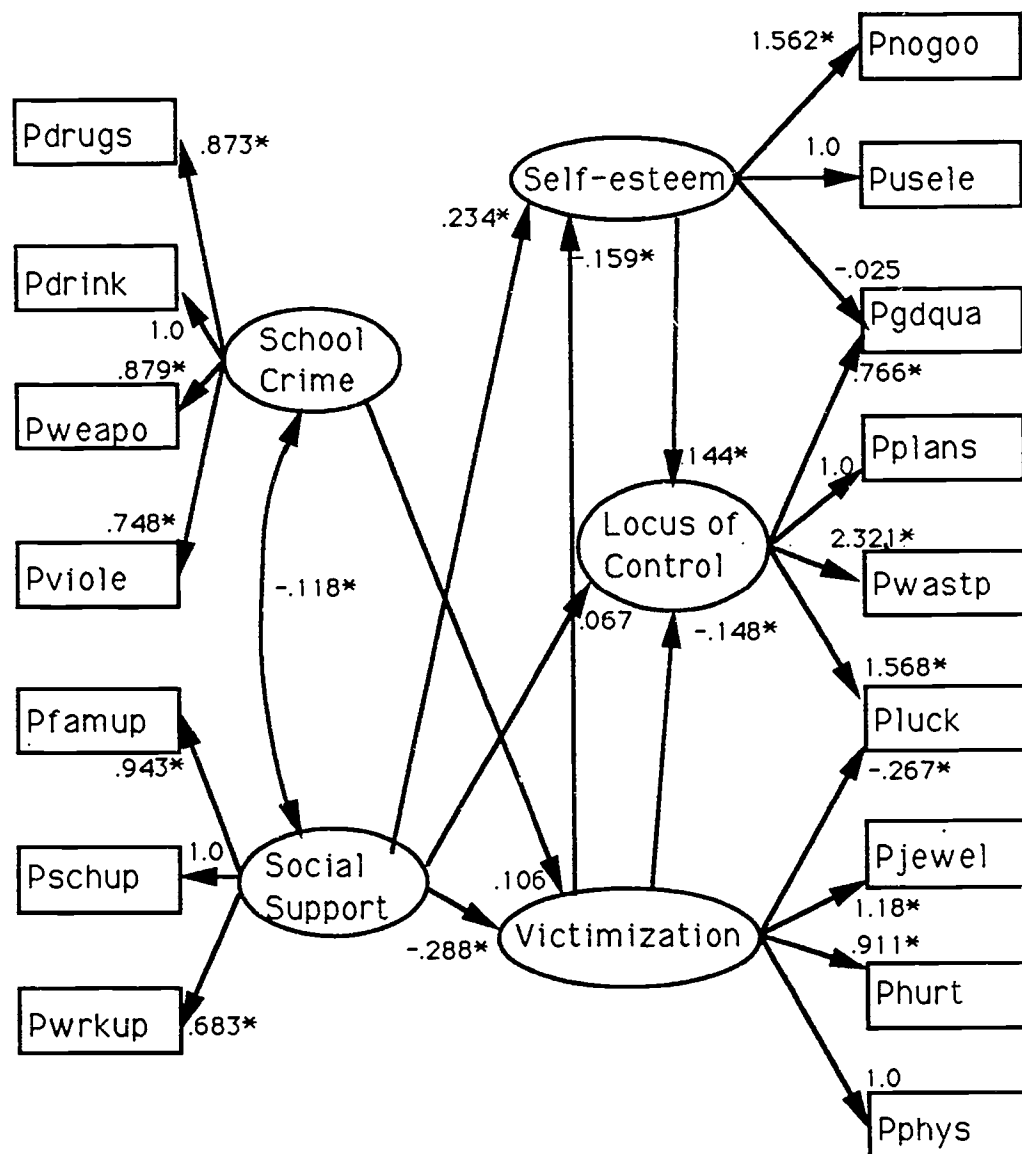 1.562*
Pnogoo
Pdrugs
.873*
Self-esteem
1.0
Pusele
.234*
-.159*
-.025
Pdrink
1.0
School
Crime
Pgdqua
.766*
.879*
Pweapo
.144*
1.0
Pplans
Locus of
Control
2.321*
Pwastp
.748*
Pviole
-.118*
.067
-.148*
1.568*
Pfamup
.943*
Pluck
-.267*
1.0
Pschup
Social
Support
.106
Pjewel
1.18*
-.288*
Victimization
.911*
Phurt
Pwrkup
.683*
1.0
Pphys